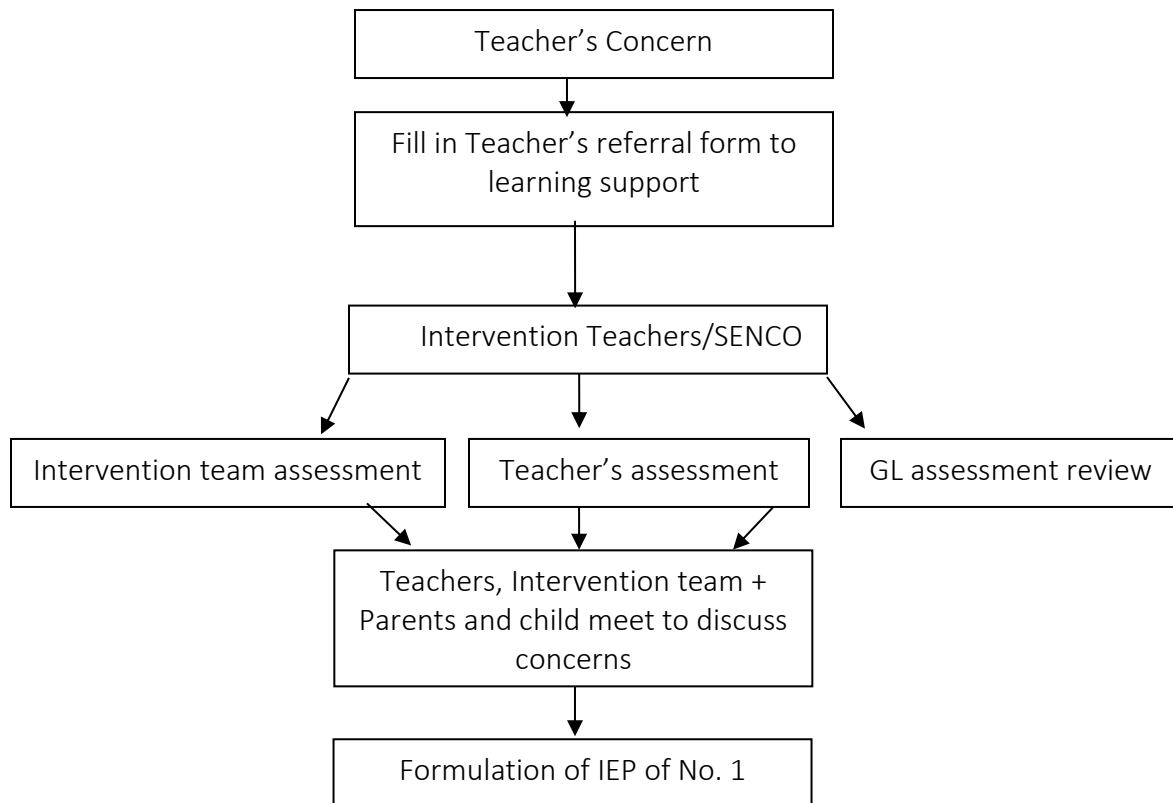 Teacher’s Concern
Fill in Teacher’s referral form to
learning support
Intervention Teachers/SENCO
Intervention team assessment
Teacher’s assessment
GL assessment review
Teachers, Intervention team +
Parents and child meet to discuss
concerns
Formulation of IEP of No. 1